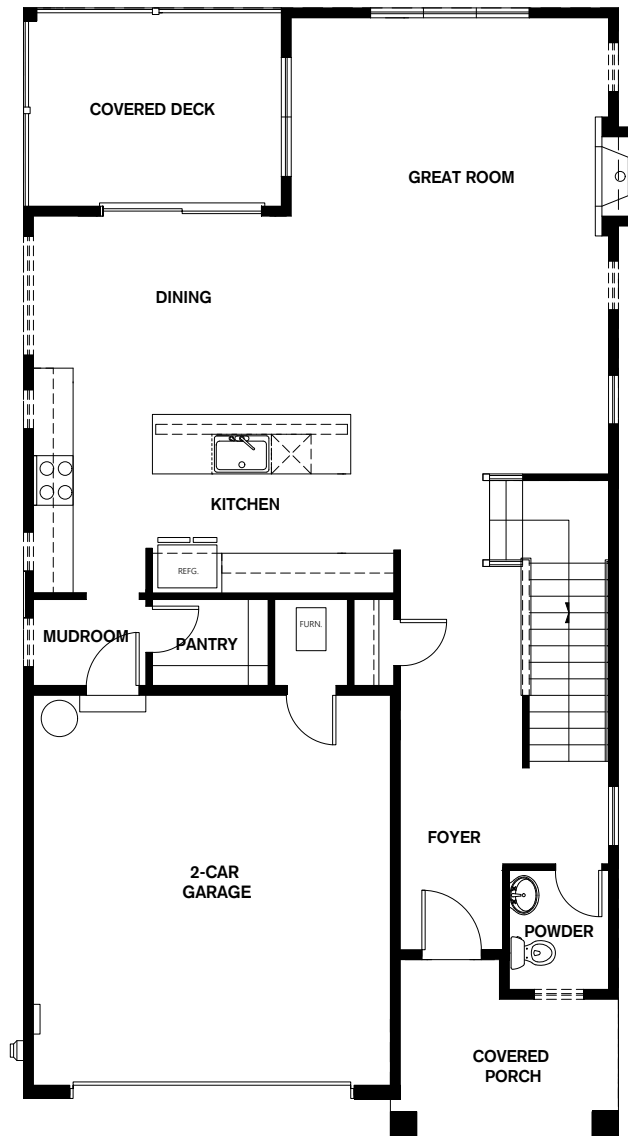 COVERED DECK
GREAT ROOM
DINING
KITCHEN
REFG.
MUDROOM
PANTRY
FURN.
FOYER
2-CAR
GARAGE
POWDER
COVERED
PORCH